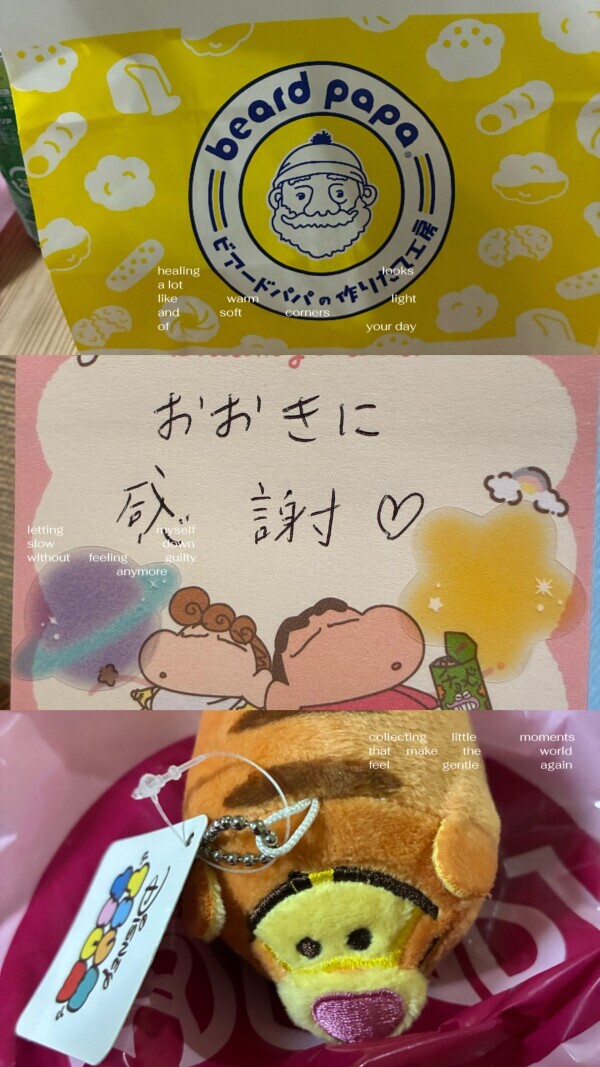 beard papa®
ビアードパパの作りたて工房
healing looks
a lot
like warm light
and soft corners
of your day
おおきに
感謝♡
letting myself
slow down
without feeling guilty
anymore
collecting little moments
that make the world
feel gentle again
DISNEY